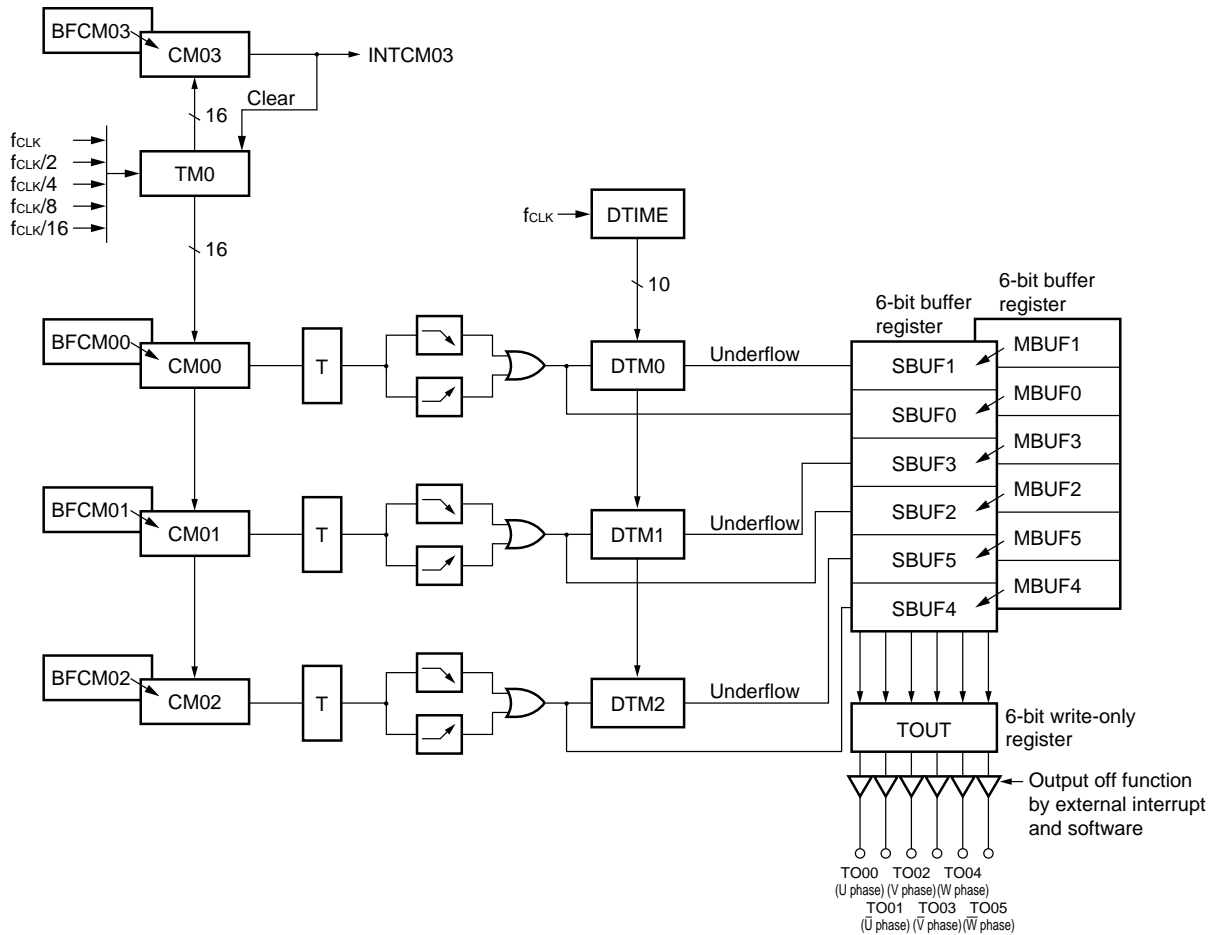 BFCM03
CM03
INTCM03
Clear
16
fCLK
fCLK/2
fCLK/4
fCLK/8
fCLK/16
TM0
16
fCLK
DTIME
10
6-bit buffer
register
6-bit buffer
register
BFCM00
CM00
T
DTM0
Underflow
SBUF1
MBUF1
SBUF0
MBUF0
SBUF3
MBUF3
BFCM01
CM01
T
DTM1
Underflow
SBUF2
MBUF2
SBUF5
MBUF5
SBUF4
MBUF4
BFCM02
CM02
T
DTM2
Underflow
TOUT
6-bit write-only
register
Output off function
by external interrupt
and software
TO00 TO02 TO04
(U phase) (V phase) (W phase)
TO01 TO03 TO05
(U̅ phase) (V̅ phase) (W̅ phase)